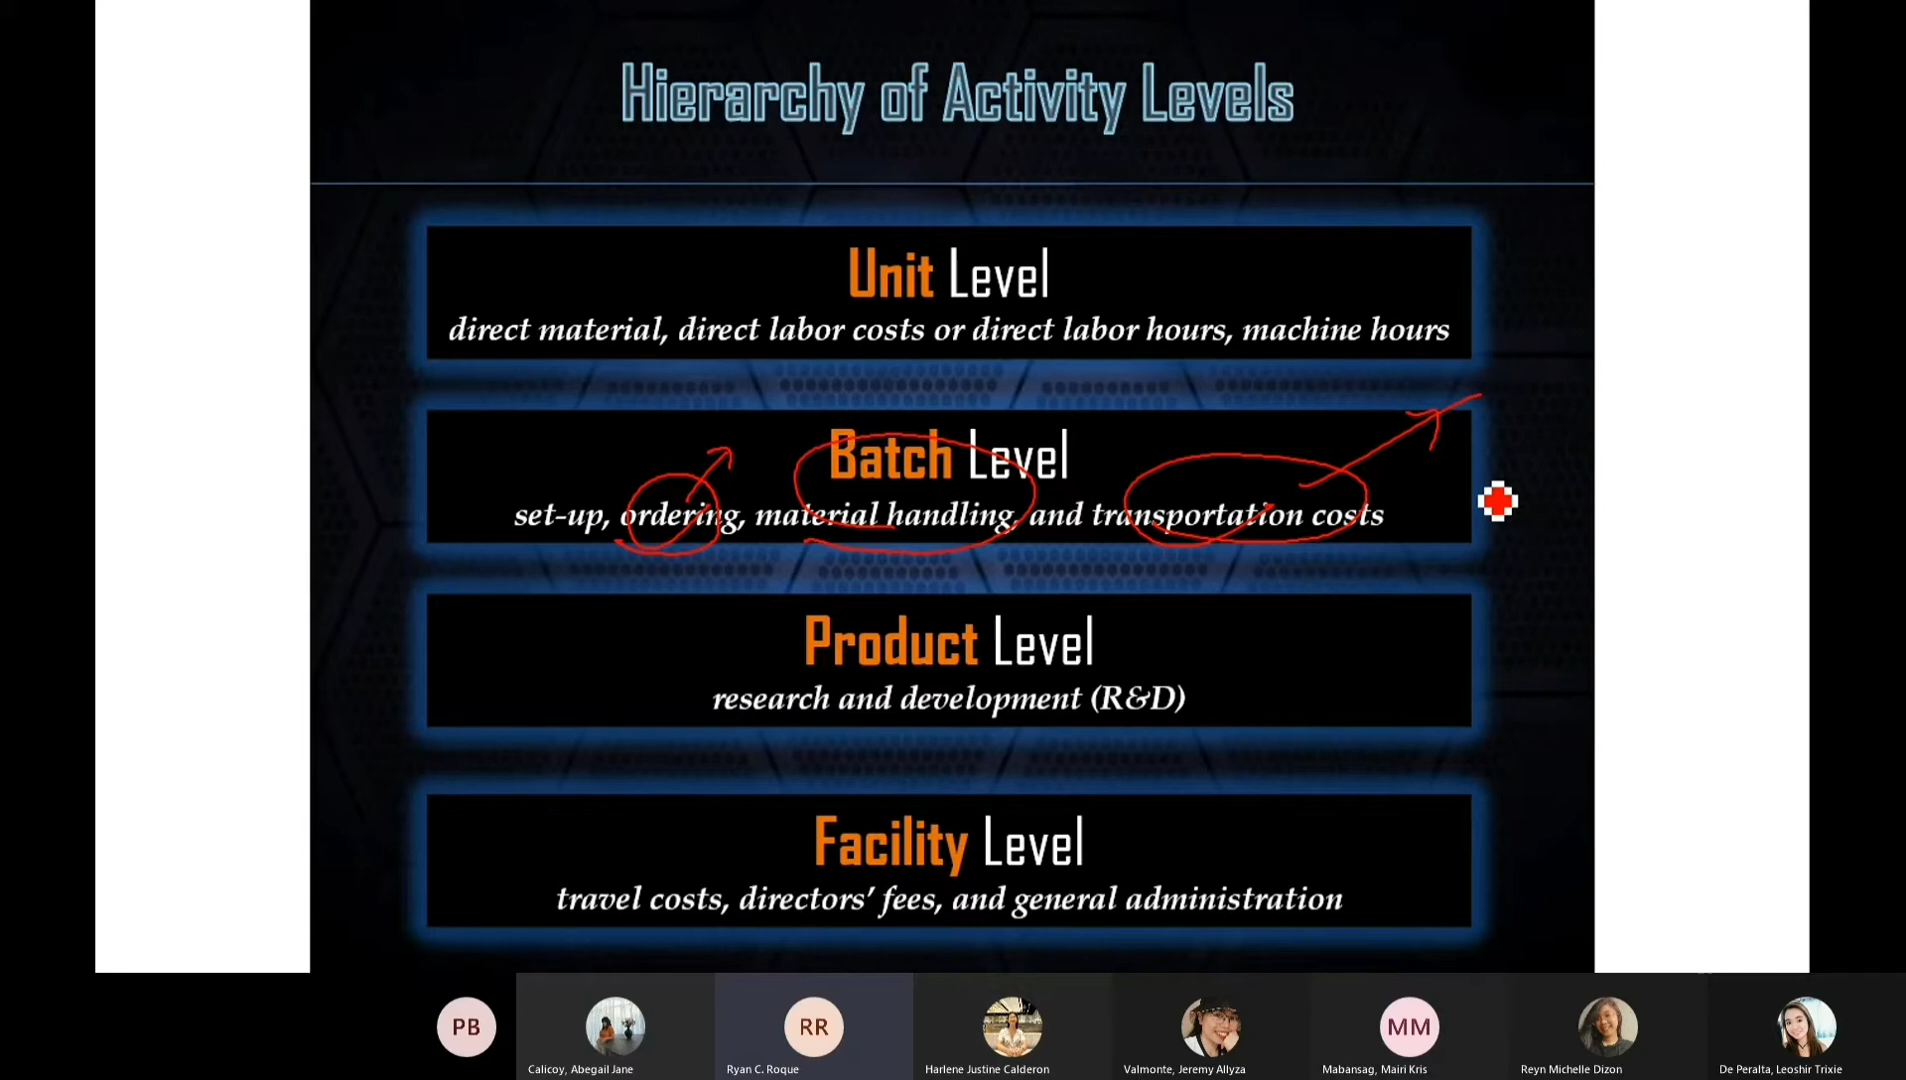 Hierarchy of Activity Levels
Unit Level
direct material, direct labor costs or direct labor hours, machine hours
Batch Level
set-up, ordering, material handling, and transportation costs
Product Level
research and development (R&D)
Facility Level
travel costs, directors' fees, and general administration
PB
RR
MM
Calicoy, Abegail Jane
Ryan C. Roque
Harlene Justine Calderon
Valmonte, Jeremy Allyza
Mabansag, Mairi Kris
Reyn Michelle Dizon
De Peralta, Leoshir Trixie